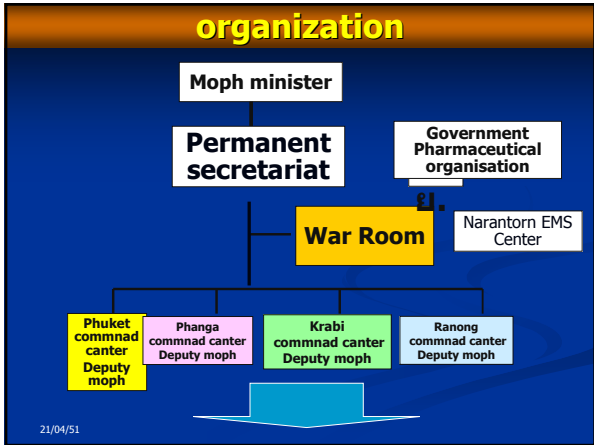 organization
Moph minister
Permanent
secretariat
Government
Pharmaceutical
organisation
War Room
Narantorn EMS
Center
Phuket
commnad
canter
Deputy
moph
Phanga
commnad canter
Deputy moph
Krabi
commnad canter
Deputy moph
Ranong
commnad canter
Deputy moph
21/04/51